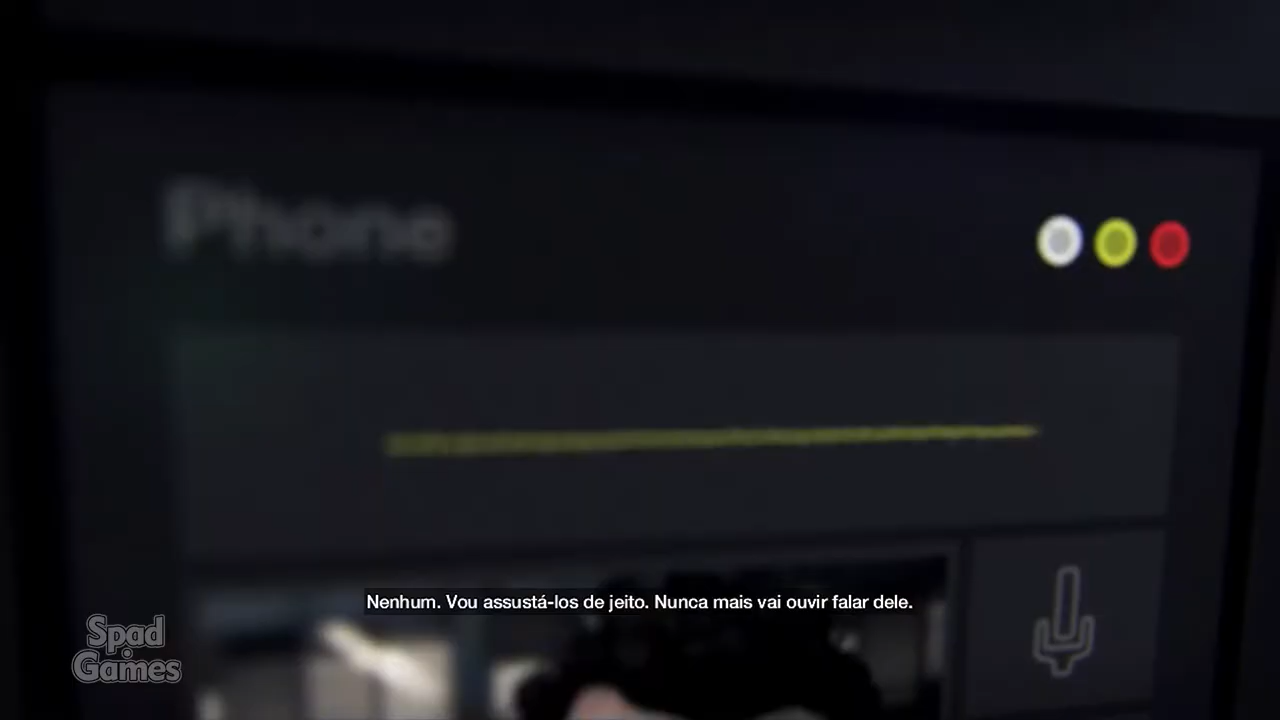 Phone
Nenhum. Vou assustá-los de jeito. Nunca mais vai ouvir falar dele.
Spad
Games